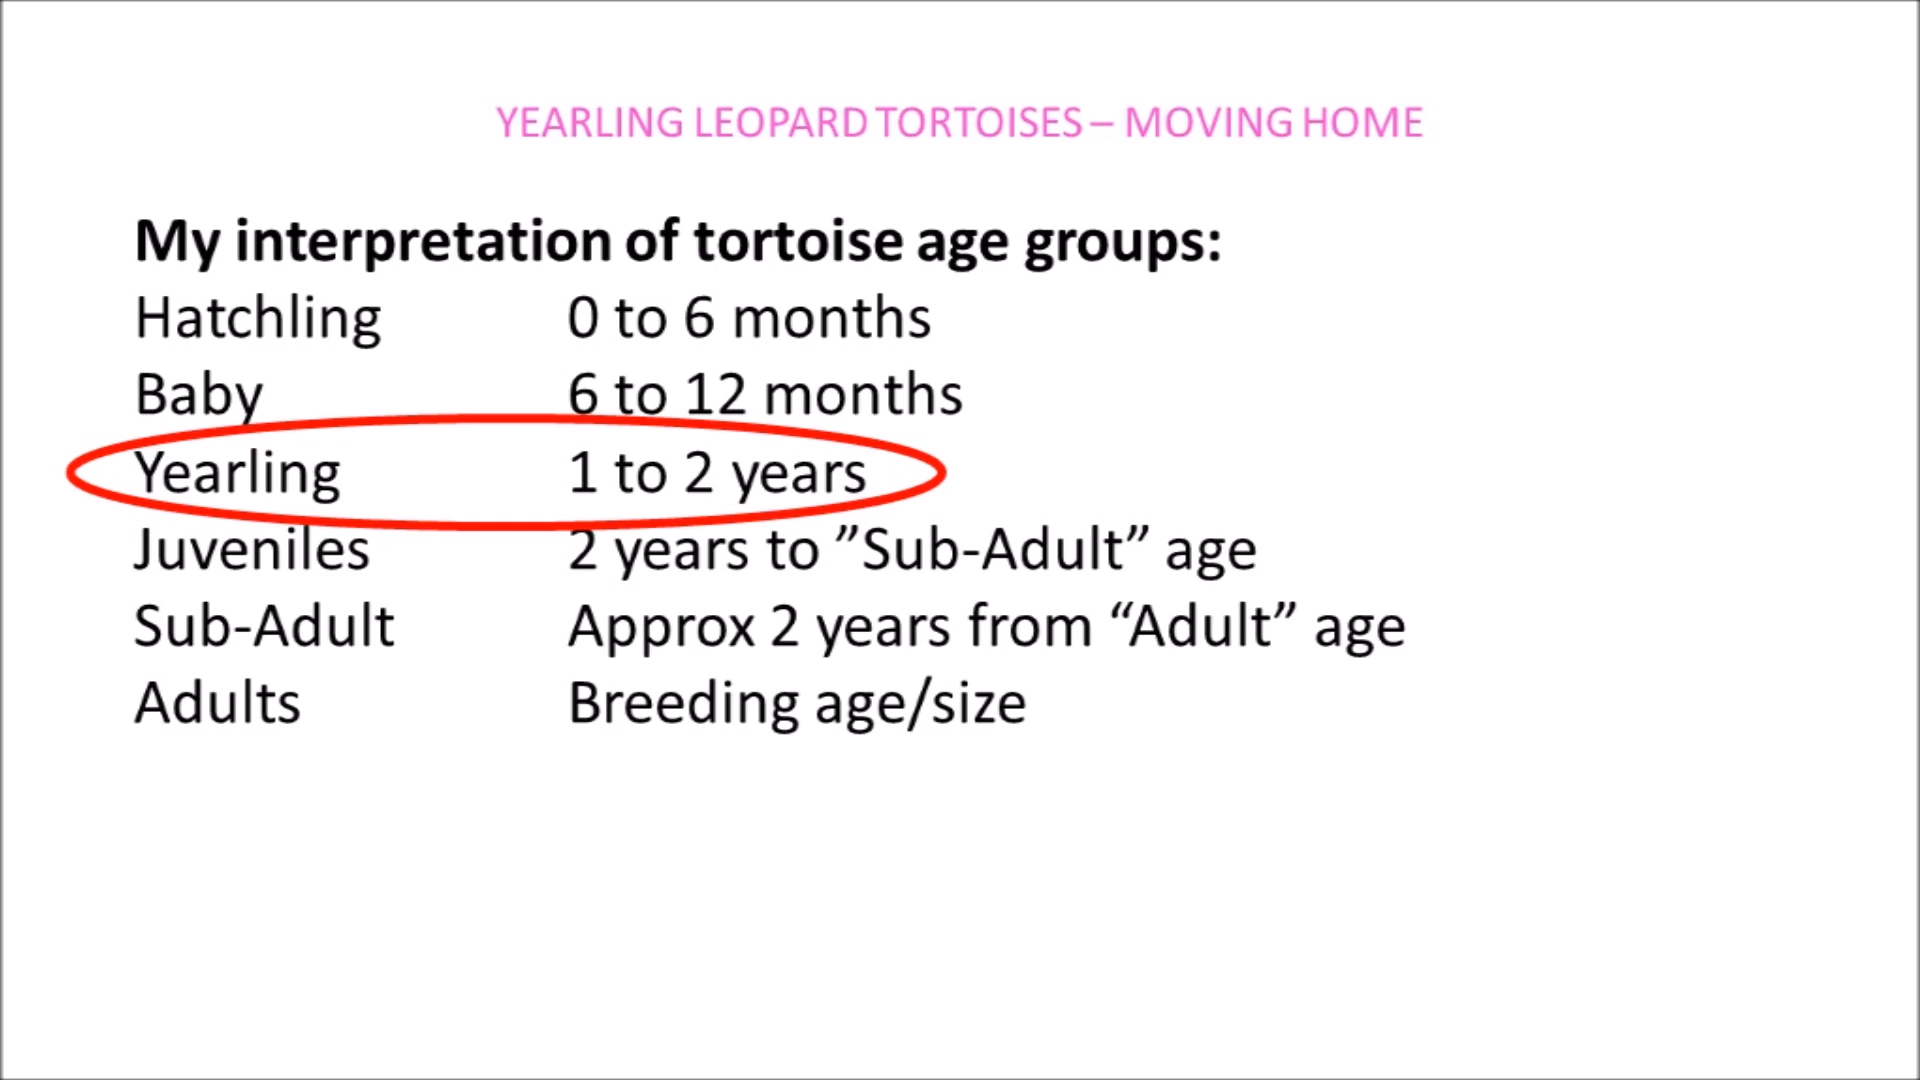 YEARLING LEOPARD TORTOISES – MOVING HOME
My interpretation of tortoise age groups:
Hatchling 0 to 6 months
Baby 6 to 12 months
Yearling 1 to 2 years
Juveniles 2 years to ”Sub-Adult” age
Sub-Adult Approx 2 years from “Adult” age
Adults Breeding age/size